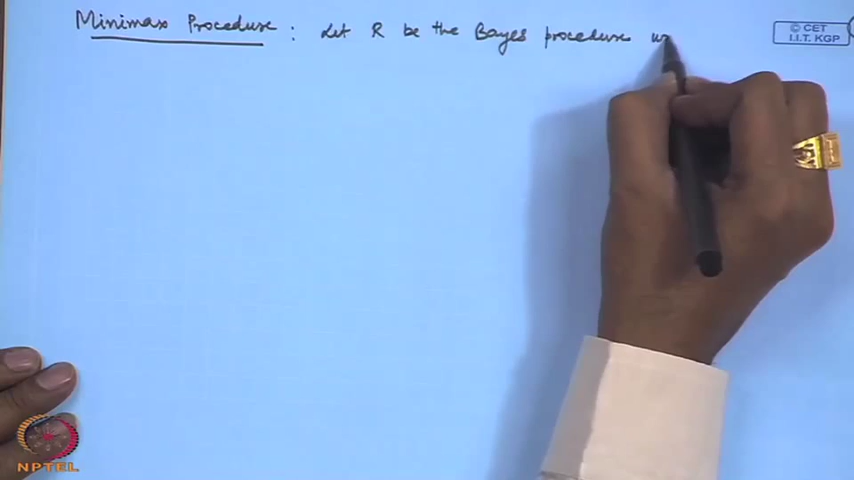 Minimax Procedure : Let R be the Bayes procedure
© CET
I.I.T. KGP
NPTEL